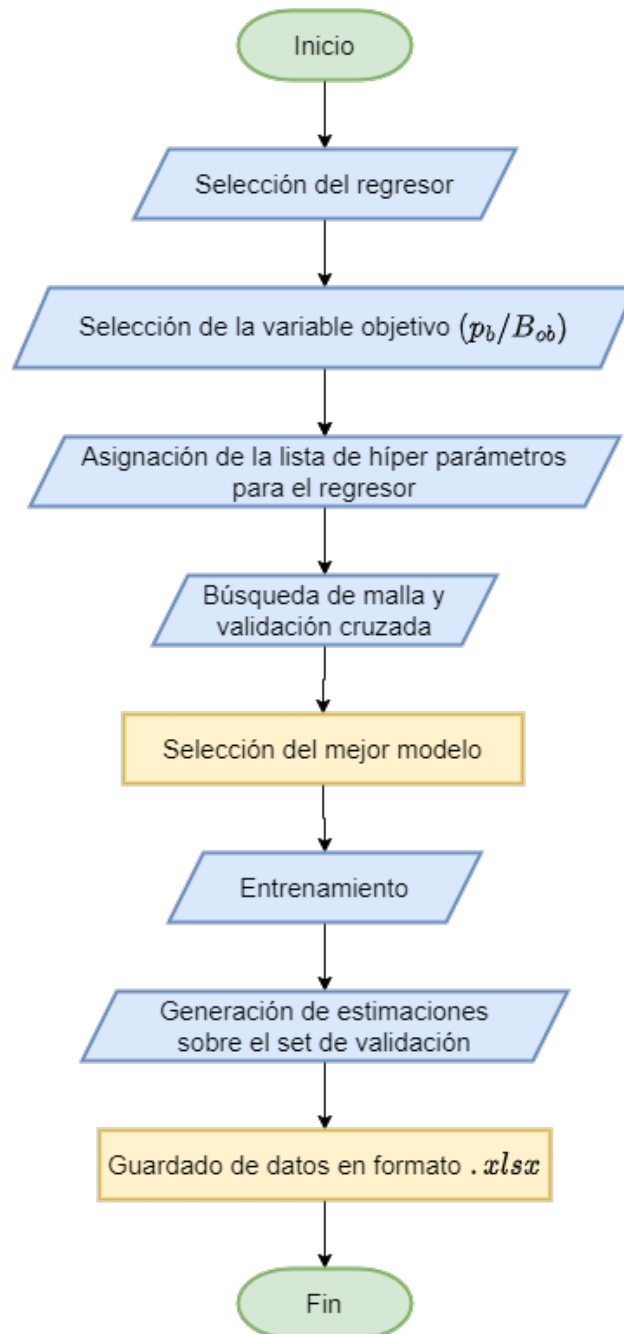 Inicio
Selección del regresor
Selección de la variable objetivo (p_b/B_{ob})
Asignación de la lista de híper parámetros
para el regresor
Búsqueda de malla y
validación cruzada
Selección del mejor modelo
Entrenamiento
Generación de estimaciones
sobre el set de validación
Guardado de datos en formato .xlsx
Fin